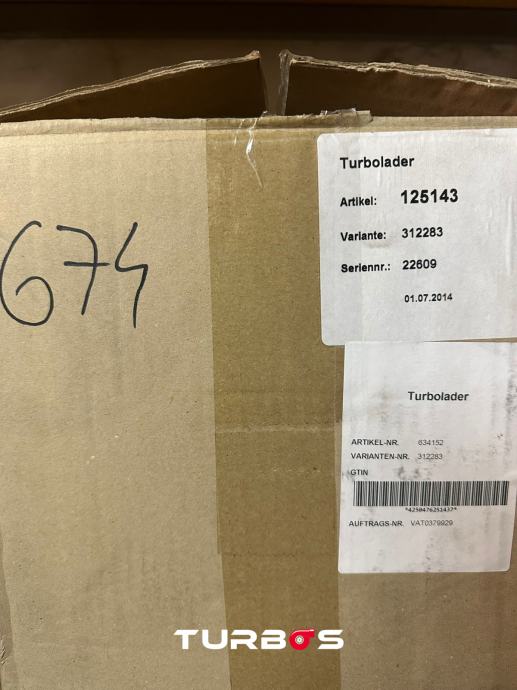 674
Turbolader
Artikel: 125143
Variante: 312283
Seriennr.: 22609
01.07.2014
Turbolader
ARTIKEL-NR. 634152
VARIANTEN-NR. 312283
GTIN
*4250476251437*
AUFTRAGS-NR. VAT0379929
TURBOS